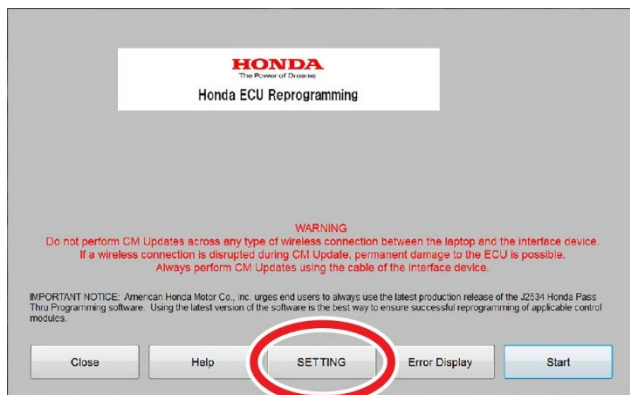 HONDA
The Power of Dreams
Honda ECU Reprogramming
WARNING
Do not perform CM Updates across any type of wireless connection between the laptop and the interface device.
If a wireless connection is disrupted during CM Update, permanent damage to the ECU is possible.
Always perform CM Updates using the cable of the interface device.
IMPORTANT NOTICE: American Honda Motor Co., Inc. urges end users to always use the latest production release of the J2534 Honda Pass
Thru Programming software. Using the latest version of the software is the best way to ensure successful reprogramming of applicable control
modules.
Close Help SETTING Error Display Start